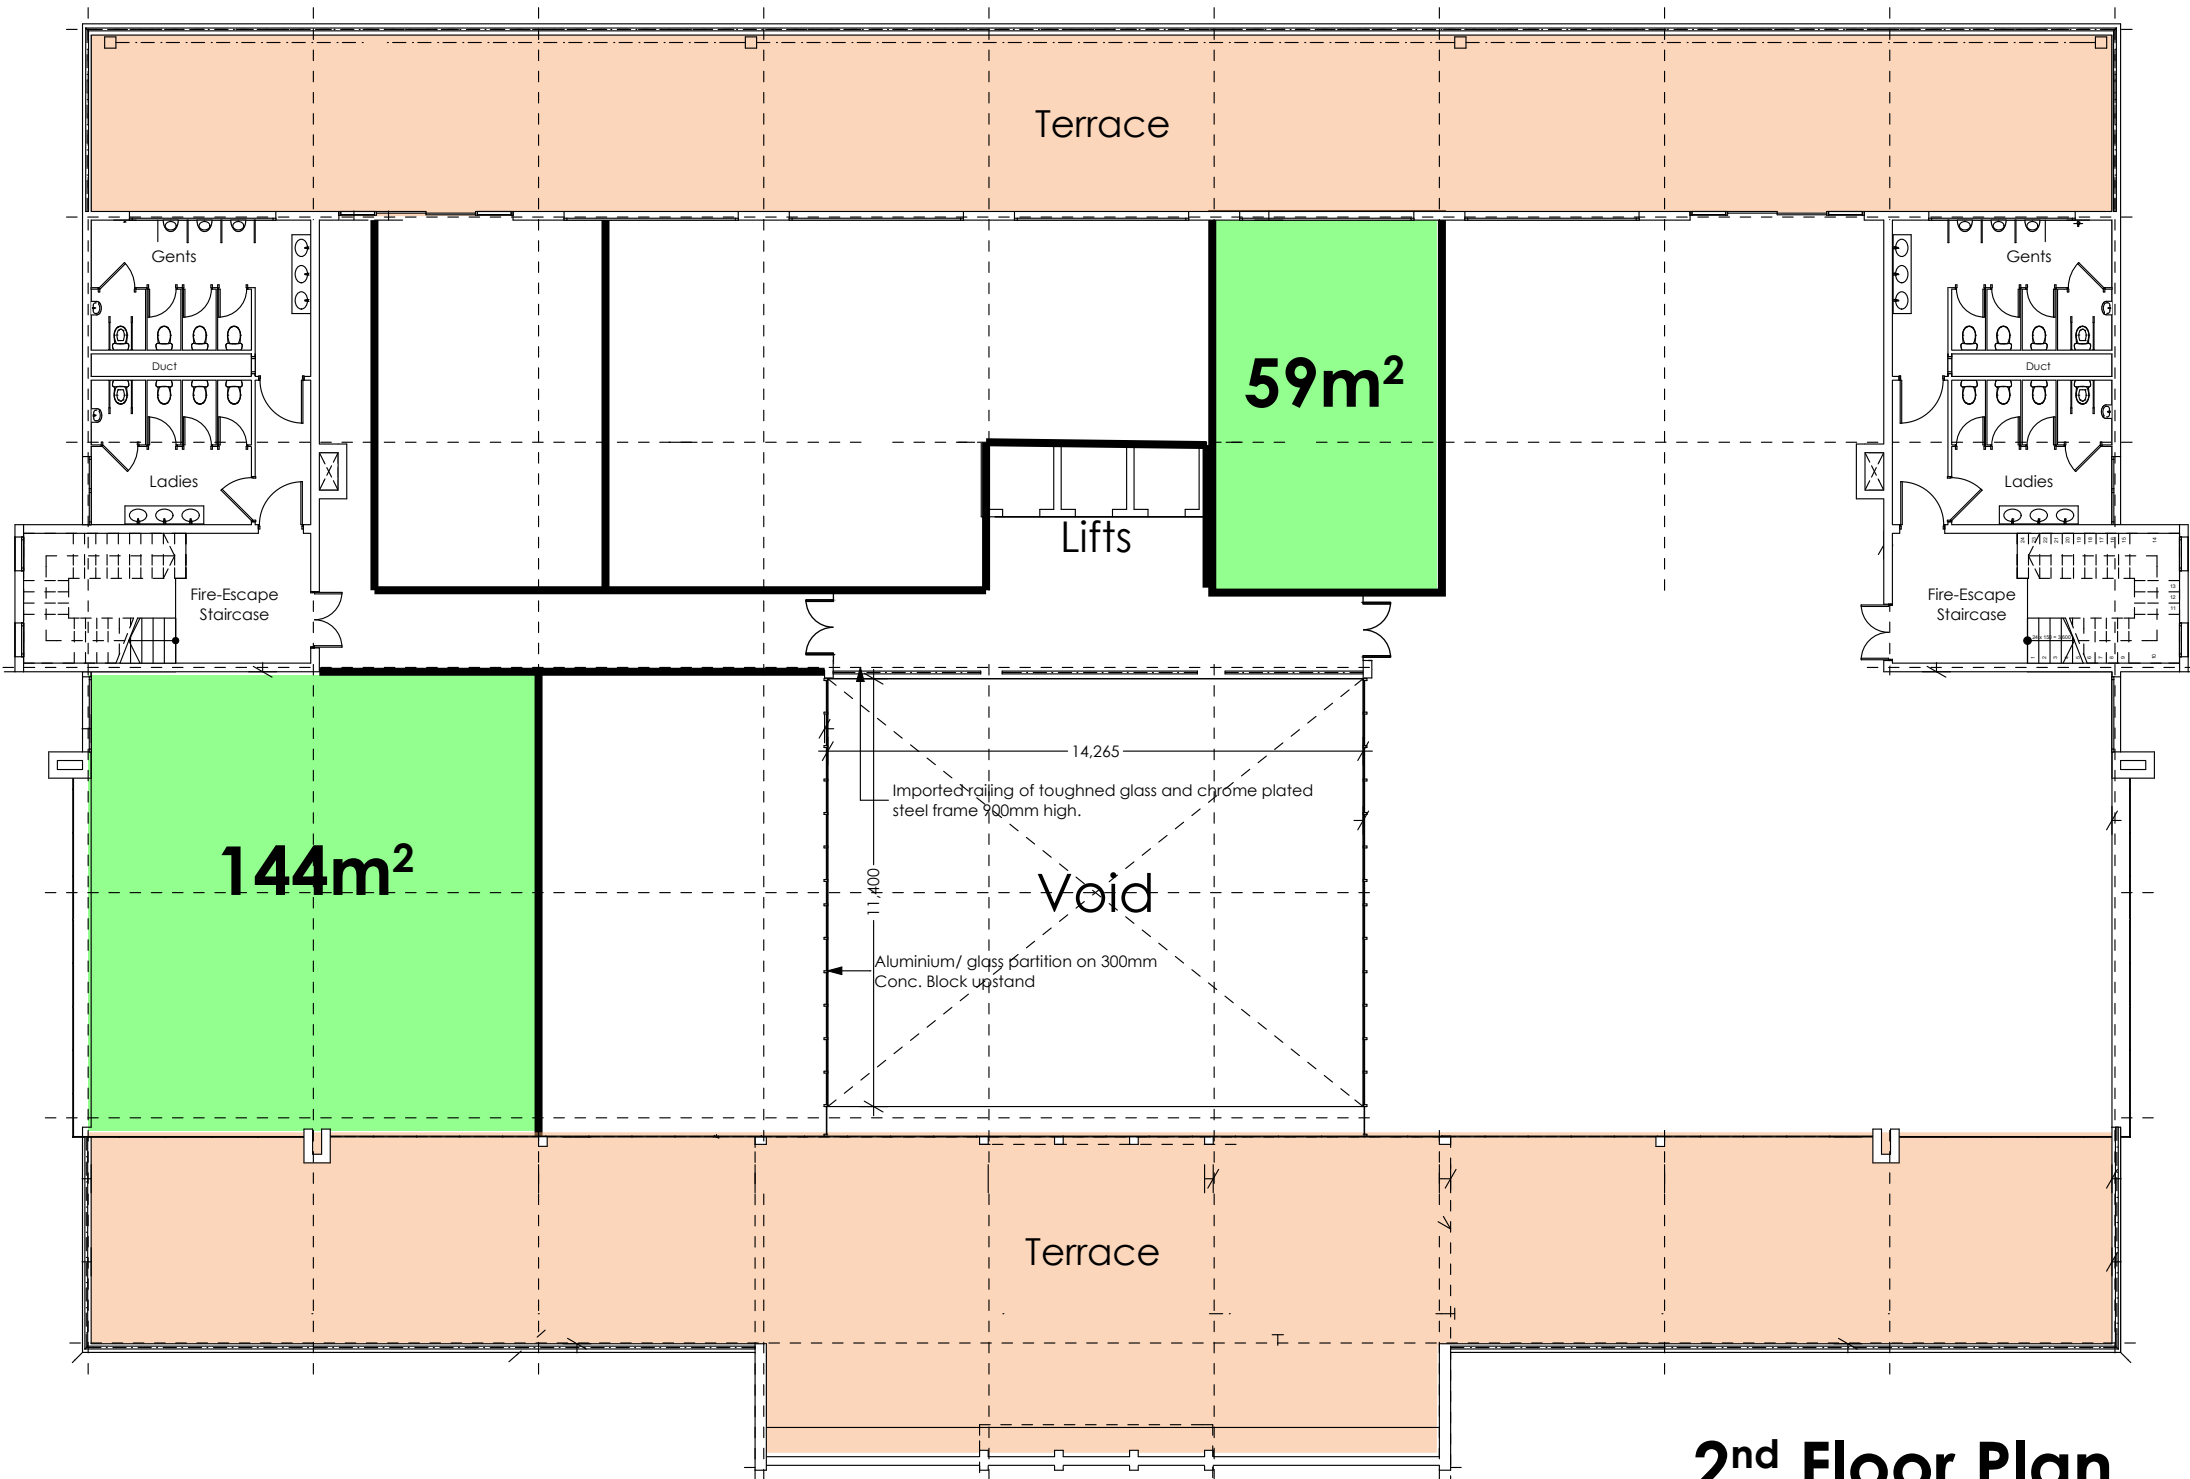 Terrace
Gents
Gents
59m²
Duct
Duct
Ladies
Ladies
Lifts
Fire-Escape
Staircase
Fire-Escape
Staircase
14,265
Imported railing of toughned glass and chrome plated
steel frame 900mm high.
144m²
11,400
Void
Aluminium/ glass partition on 300mm
Conc. Block upstand
Terrace
2nd Floor Plan